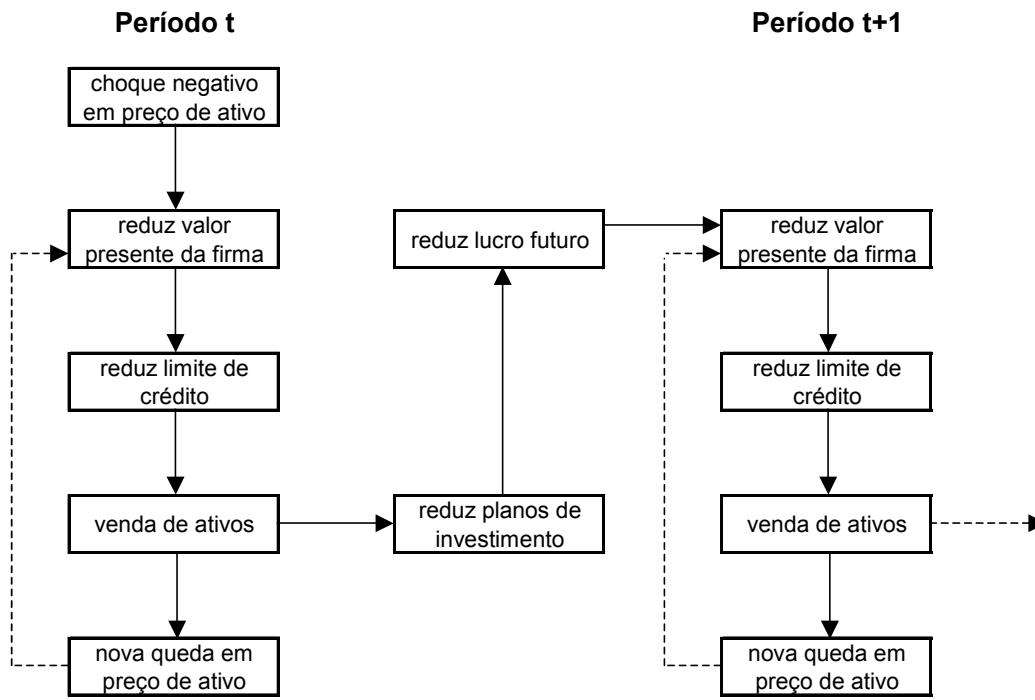 Período t
Período t+1
choque negativo
em preço de ativo
reduz valor
presente da firma
reduz limite de
crédito
venda de ativos
nova queda em
preço de ativo
reduz planos de
investimento
reduz lucro futuro
reduz valor
presente da firma
reduz limite de
crédito
venda de ativos
nova queda em
preço de ativo